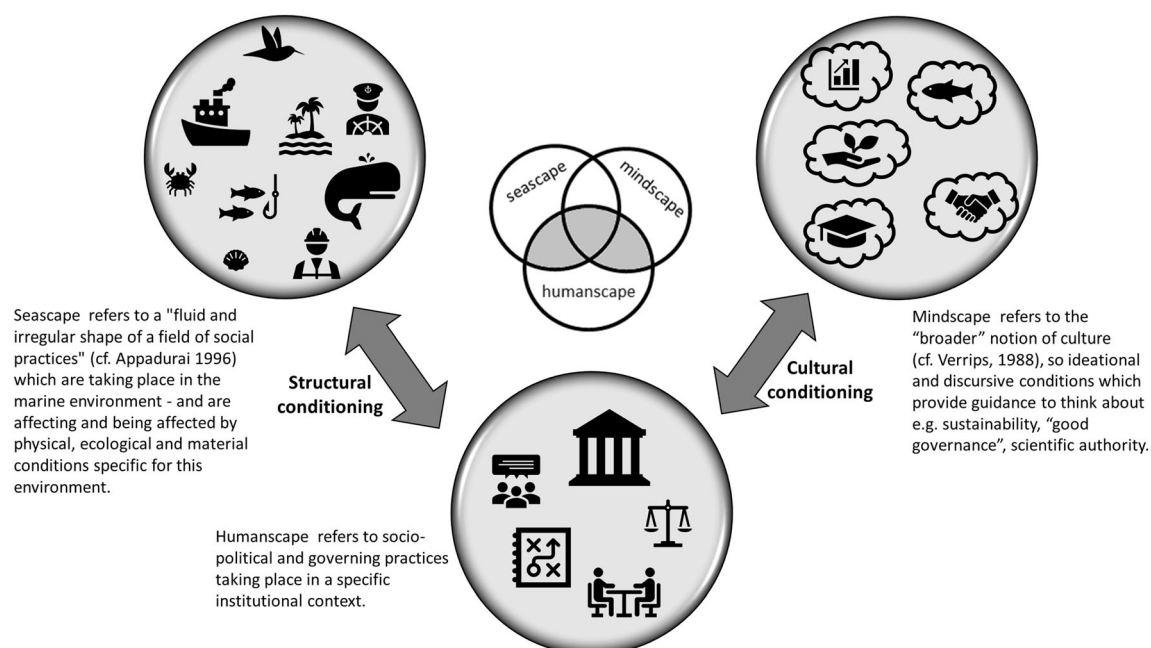 seascape
mindscape
humanscape
Seascape refers to a "fluid and
irregular shape of a field of social
practices" (cf. Appadurai 1996)
which are taking place in the
marine environment - and are
affecting and being affected by
physical, ecological and material
conditions specific for this
environment.
Structural
conditioning
Cultural
conditioning
Mindscape refers to the
“broader” notion of culture
(cf. Verrips, 1988), so ideational
and discursive conditions which
provide guidance to think about
e.g. sustainability, “good
governance”, scientific authority.
Humanscape refers to socio-
political and governing practices
taking place in a specific
institutional context.